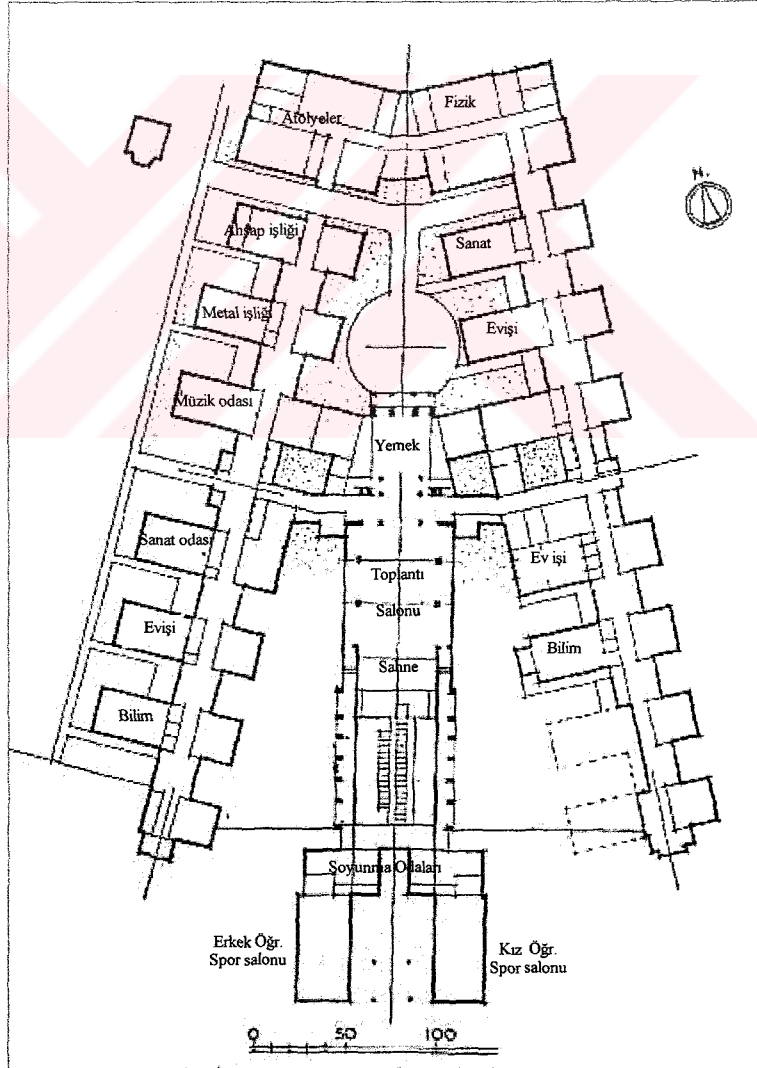 Fizik
Atölyeler
N.
Ahşap işliği
Sanat
Metal işliği
Evişi
Müzik odası
Yemek
Sanat odası
Ev işi
Toplantı
Salonu
Evişi
Bilim
Sahne
Bilim
Soyunma Odaları
Erkek Öğr.
Spor salonu
Kız Öğr.
Spor salonu
0 50 100